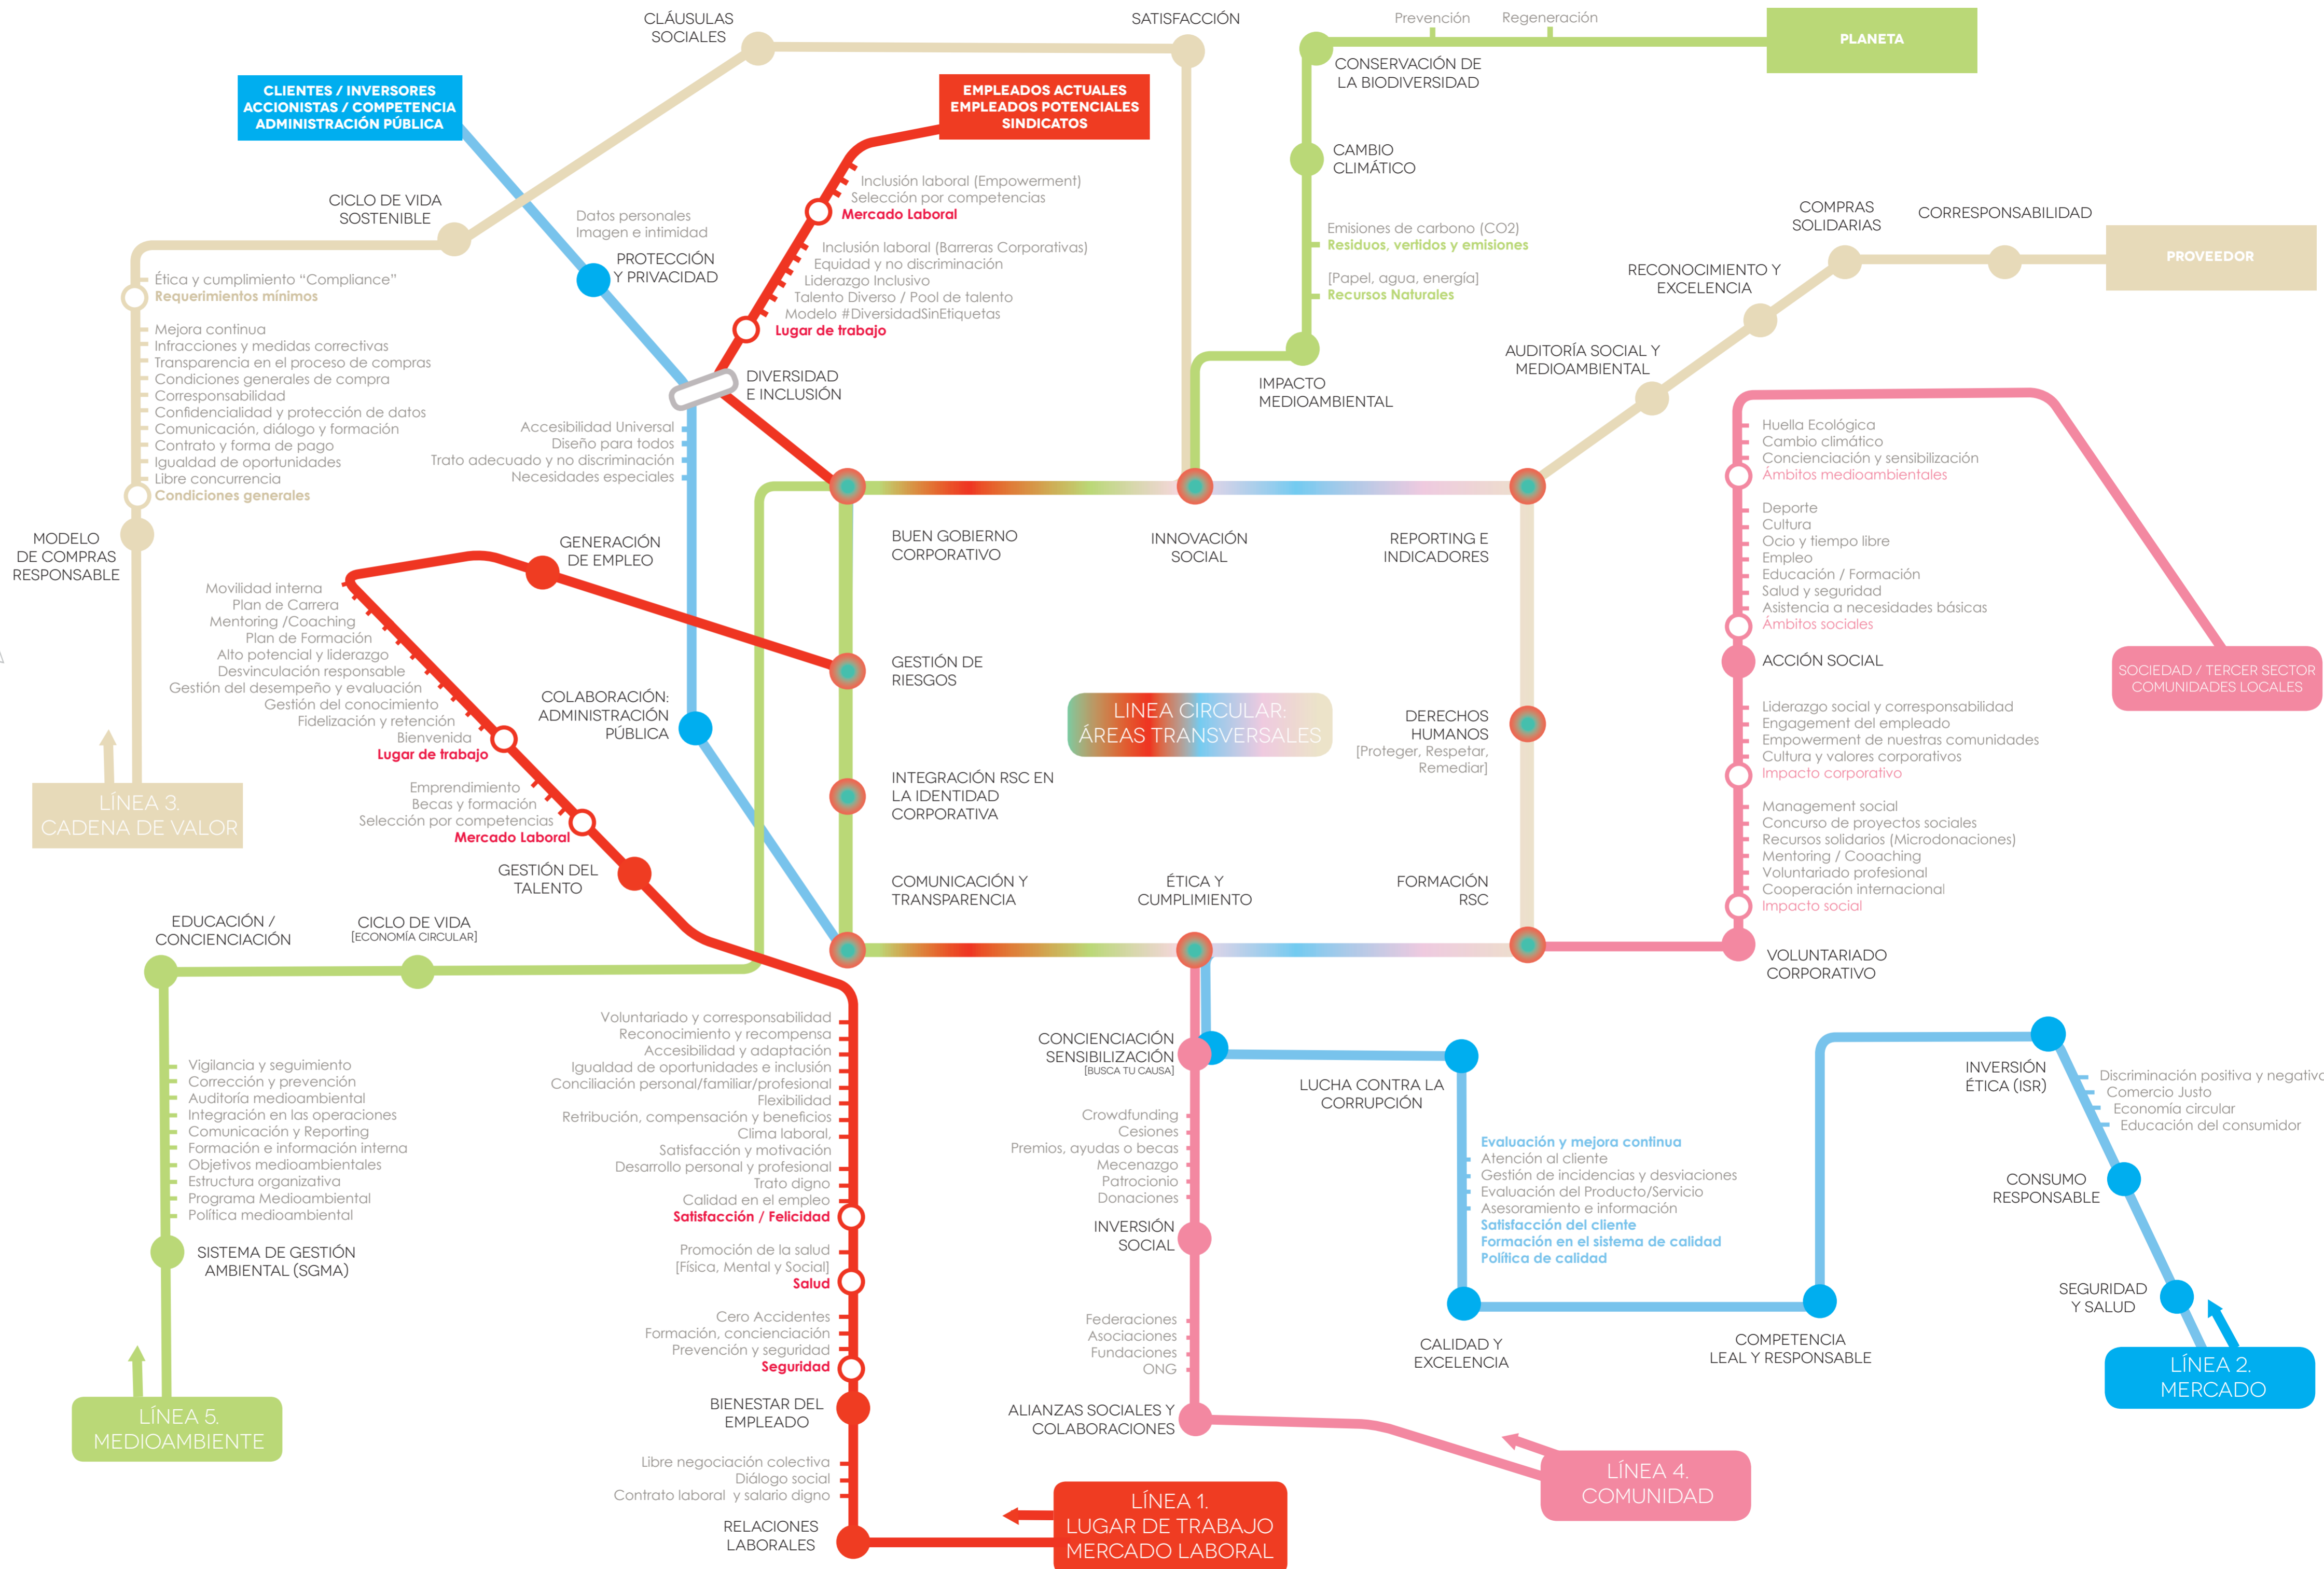 CLÁUSULAS
SOCIALES
SATISFACCIÓN
Prevención
Regeneración
PLANETA
CONSERVACIÓN DE
LA BIODIVERSIDAD
CLIENTES / INVERSORES
ACCIONISTAS / COMPETENCIA
ADMINISTRACIÓN PÚBLICA
EMPLEADOS ACTUALES
EMPLEADOS POTENCIALES
SINDICATOS
CAMBIO
CLIMÁTICO
Inclusión laboral (Empowerment)
Selección por competencias
Mercado Laboral
CICLO DE VIDA
SOSTENIBLE
Datos personales
Imagen e intimidad
PROTECCIÓN
Y PRIVACIDAD
Inclusión laboral (Barreras Corporativas)
Equidad y no discriminación
Liderazgo Inclusivo
Talento Diverso / Pool de talento
Modelo #DiversidadSinEtiquetas
Lugar de trabajo
Emisiones de carbono (CO2)
Residuos, vertidos y emisiones
[Papel, agua, energía]
Recursos Naturales
COMPRAS
SOLIDARIAS
CORRESPONSABILIDAD
PROVEEDOR
RECONOCIMIENTO Y
EXCELENCIA
AUDITORÍA SOCIAL Y
MEDIOAMBIENTAL
IMPACTO
MEDIOAMBIENTAL
DIVERSIDAD
E INCLUSIÓN
Ética y cumplimiento “Compliance”
Requerimientos mínimos
Mejora continua
Infracciones y medidas correctivas
Transparencia en el proceso de compras
Condiciones generales de compra
Corresponsabilidad
Confidencialidad y protección de datos
Comunicación, diálogo y formación
Contrato y forma de pago
Igualdad de oportunidades
Libre concurrencia
Condiciones generales
MODELO
DE COMPRAS
RESPONSABLE
Accesibilidad Universal
Diseño para todos
Trato adecuado y no discriminación
Necesidades especiales
Huella Ecológica
Cambio climático
Concienciación y sensibilización
Ámbitos medioambientales
Deporte
Cultura
Ocio y tiempo libre
Empleo
Educación / Formación
Salud y seguridad
Asistencia a necesidades básicas
Ámbitos sociales
ACCIÓN SOCIAL
SOCIEDAD / TERCER SECTOR
COMUNIDADES LOCALES
BUEN GOBIERNO
CORPORATIVO
INNOVACIÓN
SOCIAL
REPORTING E
INDICADORES
GENERACIÓN
DE EMPLEO
Movilidad interna
Plan de Carrera
Mentoring /Coaching
Plan de Formación
Alto potencial y liderazgo
Desvinculación responsable
Gestión del desempeño y evaluación
Gestión del conocimiento
Fidelización y retención
Bienvenida
Lugar de trabajo
Emprendimiento
Becas y formación
Selección por competencias
Mercado Laboral
GESTIÓN DEL
TALENTO
COLABORACIÓN:
ADMINISTRACIÓN
PÚBLICA
GESTIÓN DE
RIESGOS
LINEA CIRCULAR:
ÁREAS TRANSVERSALES
DERECHOS
HUMANOS
[Proteger, Respetar,
Remediar]
INTEGRACIÓN RSC EN
LA IDENTIDAD
CORPORATIVA
Liderazgo social y corresponsabilidad
Engagement del empleado
Empowerment de nuestras comunidades
Cultura y valores corporativos
Impacto corporativo
Management social
Concurso de proyectos sociales
Recursos solidarios (Microdonaciones)
Mentoring / Cooaching
Voluntariado profesional
Cooperación internacional
Impacto social
VOLUNTARIADO
CORPORATIVO
LÍNEA 3.
CADENA DE VALOR
COMUNICACIÓN Y
TRANSPARENCIA
ÉTICA Y
CUMPLIMIENTO
FORMACIÓN
RSC
EDUCACIÓN /
CONCIENCIACIÓN
CICLO DE VIDA
[ECONOMÍA CIRCULAR]
Vigilancia y seguimiento
Corrección y prevención
Auditoría medioambiental
Integración en las operaciones
Comunicación y Reporting
Formación e información interna
Objetivos medioambientales
Estructura organizativa
Programa Medioambiental
Política medioambiental
SISTEMA DE GESTIÓN
AMBIENTAL (SGMA)
LÍNEA 5.
MEDIOAMBIENTE
Voluntariado y corresponsabilidad
Reconocimiento y recompensa
Accesibilidad y adaptación
Igualdad de oportunidades e inclusión
Conciliación personal/familiar/profesional
Flexibilidad
Retribución, compensación y beneficios
Clima laboral,
Satisfacción y motivación
Desarrollo personal y profesional
Trato digno
Calidad en el empleo
Satisfacción / Felicidad
Promoción de la salud
[Física, Mental y Social]
Salud
Cero Accidentes
Formación, concienciación
Prevención y seguridad
Seguridad
BIENESTAR DEL
EMPLEADO
Libre negociación colectiva
Diálogo social
Contrato laboral y salario digno
RELACIONES
LABORALES
LÍNEA 1.
LUGAR DE TRABAJO
MERCADO LABORAL
CONCIENCIACIÓN
SENSIBILIZACIÓN
[BUSCA TU CAUSA]
Crowdfunding
Cesiones
Premios, ayudas o becas
Mecenazgo
Patrocionio
Donaciones
INVERSIÓN
SOCIAL
Federaciones
Asociaciones
Fundaciones
ONG
ALIANZAS SOCIALES Y
COLABORACIONES
LÍNEA 4.
COMUNIDAD
LUCHA CONTRA LA
CORRUPCIÓN
Evaluación y mejora continua
Atención al cliente
Gestión de incidencias y desviaciones
Evaluación del Producto/Servicio
Asesoramiento e información
Satisfacción del cliente
Formación en el sistema de calidad
Política de calidad
CALIDAD Y
EXCELENCIA
COMPETENCIA
LEAL Y RESPONSABLE
INVERSIÓN
ÉTICA (ISR)
Discriminación positiva y negativa
Comercio Justo
Economía circular
Educación del consumidor
CONSUMO
RESPONSABLE
SEGURIDAD
Y SALUD
LÍNEA 2.
MERCADO